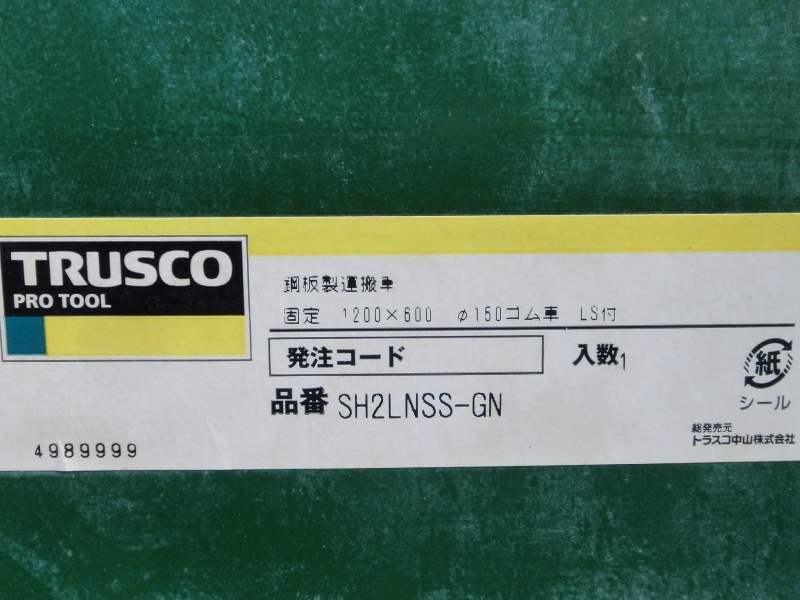 TRUSCO
PRO TOOL
鋼板製運搬車
固定 1200×600 φ150ゴム車 LS付
発注コード
入数1
品番 SH2LNSS-GN
紙
シール
4989999
総発売元
トラスコ中山株式会社